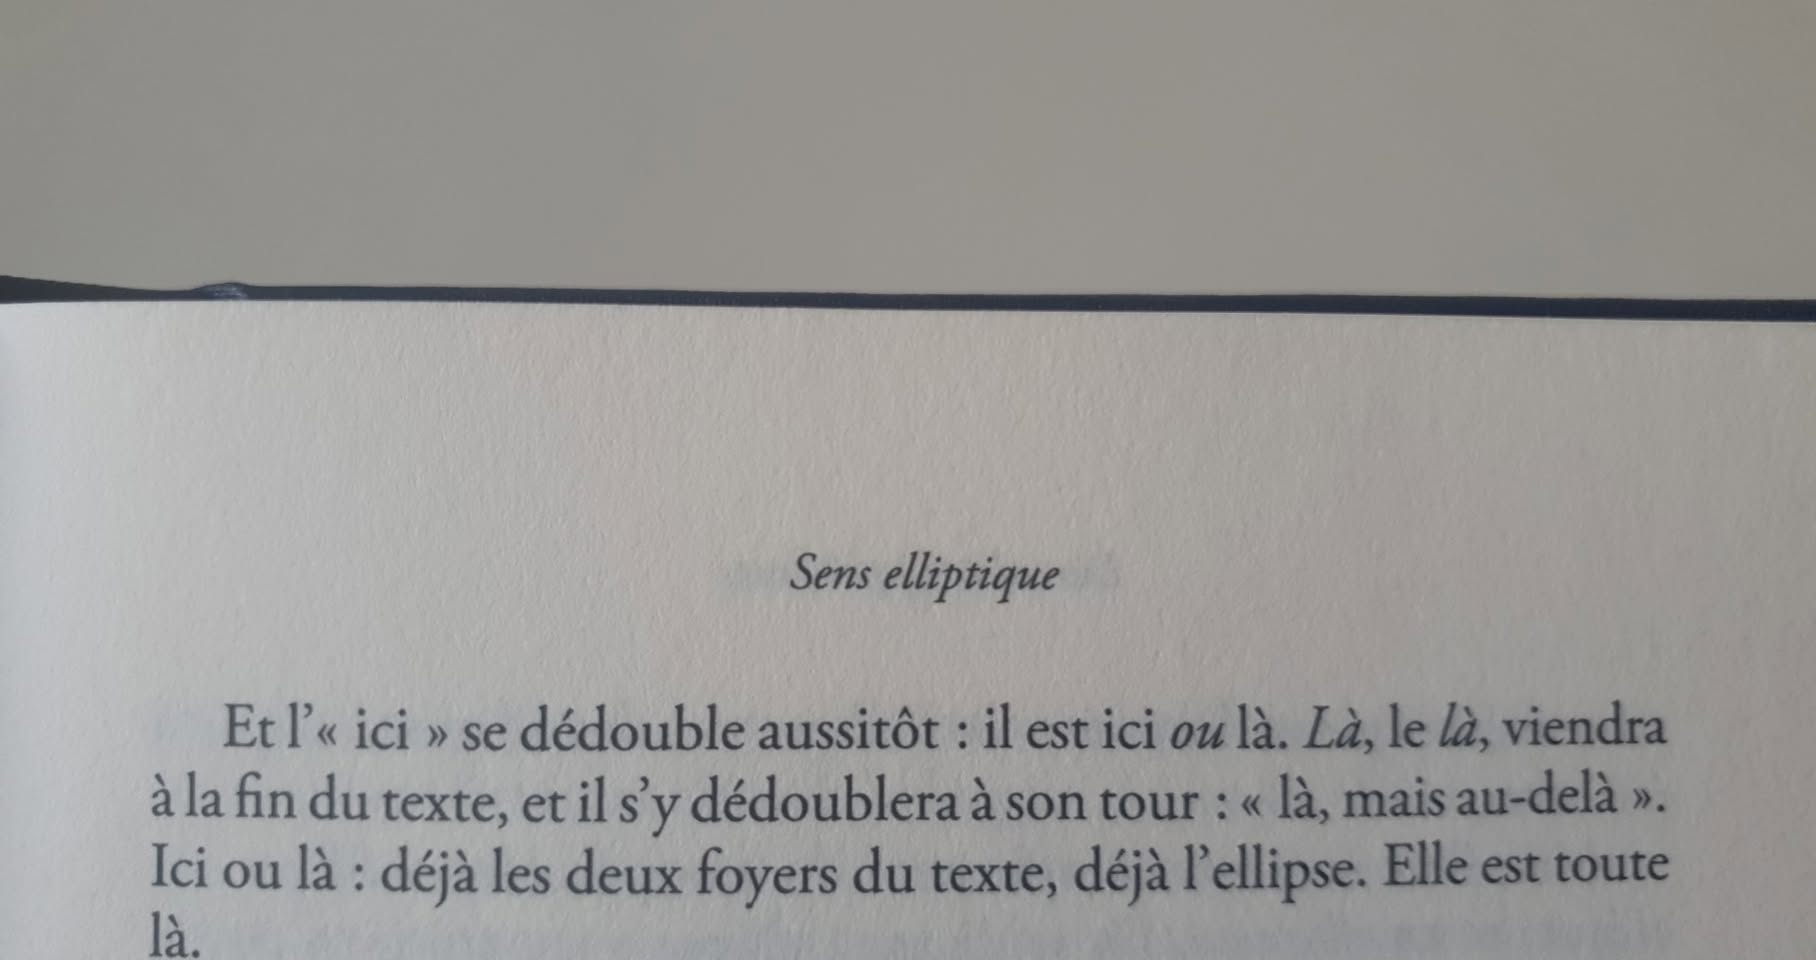 Sens elliptique
Et l’« ici » se dédouble aussitôt : il est ici ou là. Là, le là, viendra
à la fin du texte, et il s’y dédoublera à son tour : « là, mais au-delà ».
Ici ou là : déjà les deux foyers du texte, déjà l’ellipse. Elle est toute
là.